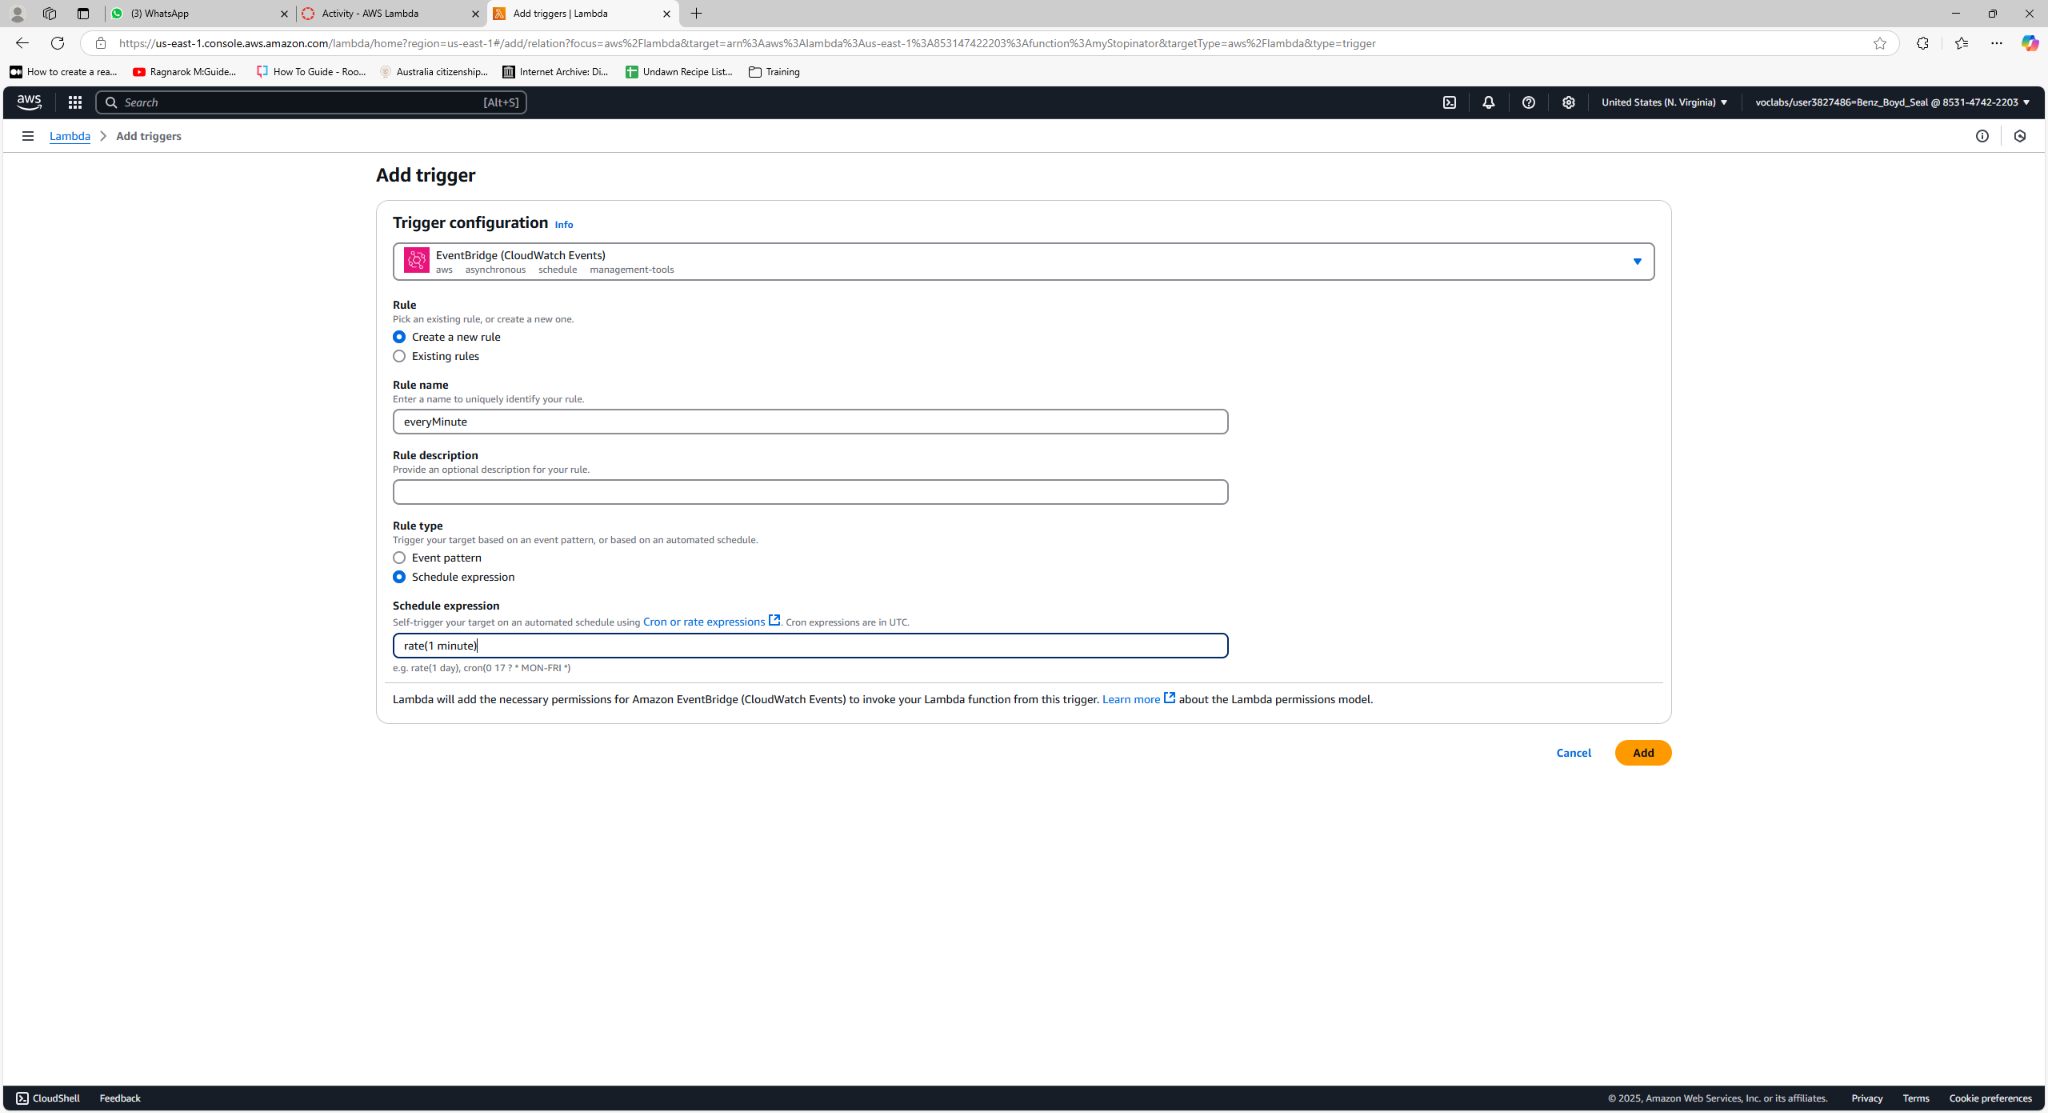 (3) WhatsApp
Activity - AWS Lambda
Add triggers | Lambda
https://us-east-1.console.aws.amazon.com/lambda/home?region=us-east-1#/add/relation?focus=aws%2Flambda&target=arn%3Aaws%3Alambda%3Aus-east-1%3A853147422203%3Afunction%3AmyStopinator&targetType=aws%2Flambda&type=trigger
How to create a rea...
Ragnarok McGuide...
How To Guide - Roo...
Australia citizenship...
Internet Archive: Di...
Undawn Recipe List...
Training
aws
Search
[Alt+S]
United States (N. Virginia)
voclabs/user3827486=Benz_Boyd_Seal @ 8531-4742-2203
Lambda
Add triggers
Add trigger
Trigger configuration Info
EventBridge (CloudWatch Events)
aws asynchronous schedule management-tools
Rule
Pick an existing rule, or create a new one.
Create a new rule
Existing rules
Rule name
Enter a name to uniquely identify your rule.
everyMinute
Rule description
Provide an optional description for your rule.
Rule type
Trigger your target based on an event pattern, or based on an automated schedule.
Event pattern
Schedule expression
Schedule expression
Self-trigger your target on an automated schedule using Cron or rate expressions . Cron expressions are in UTC.
rate(1 minute)
e.g. rate(1 day), cron(0 17 ? * MON-FRI *)
Lambda will add the necessary permissions for Amazon EventBridge (CloudWatch Events) to invoke your Lambda function from this trigger. Learn more about the Lambda permissions model.
Cancel
Add
CloudShell
Feedback
© 2025, Amazon Web Services, Inc. or its affiliates.
Privacy
Terms
Cookie preferences